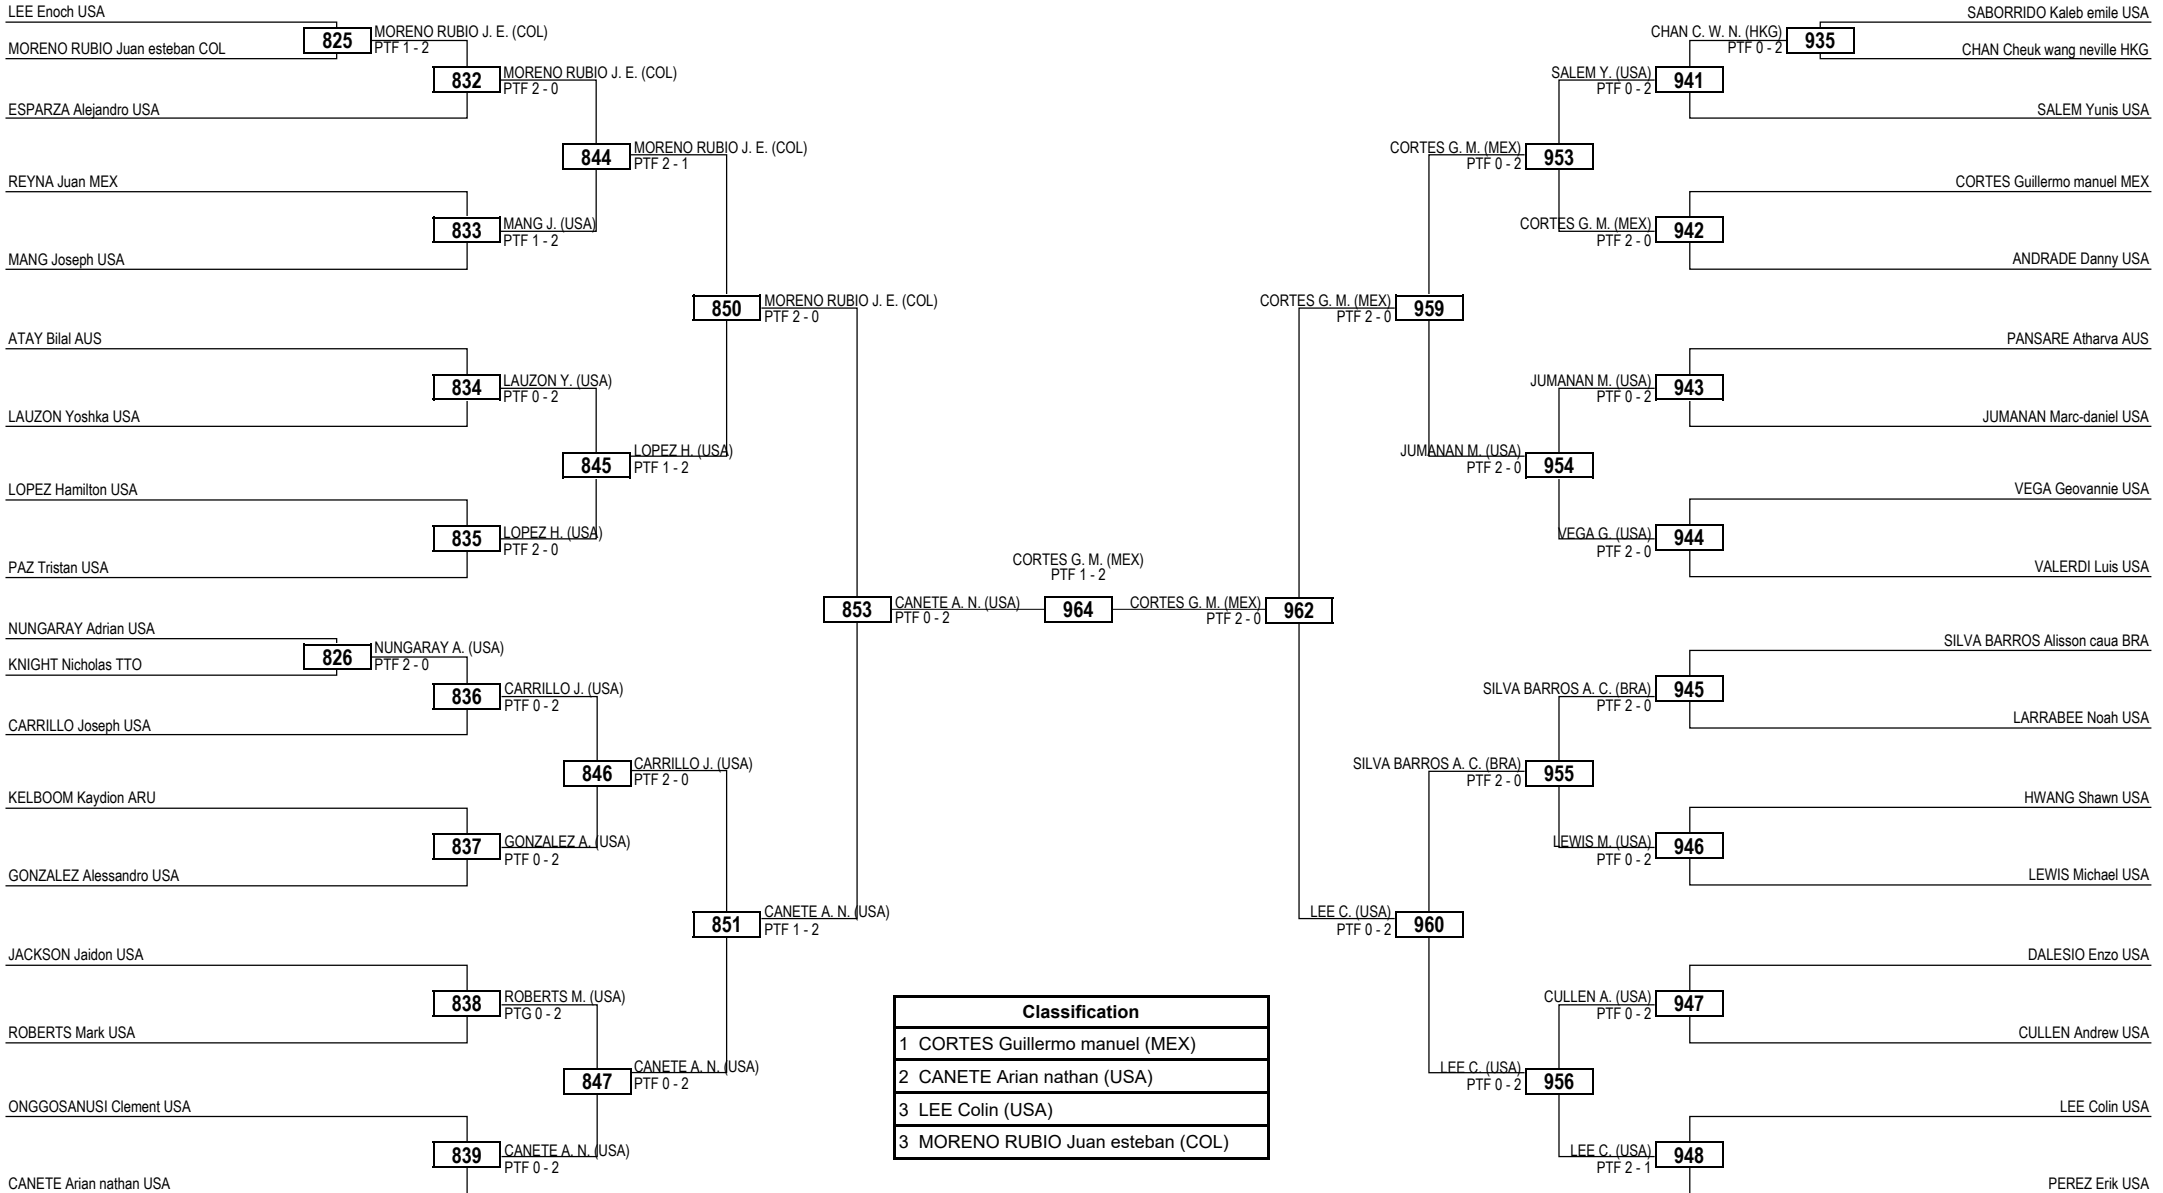 LEE Enoch USA
825
MORENO RUBIO J. E. (COL)
PTF 1 - 2
MORENO RUBIO Juan esteban COL
832
MORENO RUBIO J. E. (COL)
PTF 2 - 0
ESPARZA Alejandro USA
844
MORENO RUBIO J. E. (COL)
PTF 2 - 1
REYNA Juan MEX
833
MANG J. (USA)
PTF 1 - 2
MANG Joseph USA
850
MORENO RUBIO J. E. (COL)
PTF 2 - 0
ATAY Bilal AUS
834
LAUZON Y. (USA)
PTF 0 - 2
LAUZON Yoshka USA
845
LOPEZ H. (USA)
PTF 1 - 2
LOPEZ Hamilton USA
835
LOPEZ H. (USA)
PTF 2 - 0
PAZ Tristan USA
853
CANETE A. N. (USA)
PTF 0 - 2
NUNGARAY Adrian USA
826
NUNGARAY A. (USA)
PTF 2 - 0
KNIGHT Nicholas TTO
836
CARRILLO J. (USA)
PTF 0 - 2
CARRILLO Joseph USA
846
CARRILLO J. (USA)
PTF 2 - 0
KELBOOM Kaydion ARU
837
GONZALEZ A. (USA)
PTF 0 - 2
GONZALEZ Alessandro USA
851
CANETE A. N. (USA)
PTF 1 - 2
JACKSON Jaidon USA
838
ROBERTS M. (USA)
PTG 0 - 2
ROBERTS Mark USA
847
CANETE A. N. (USA)
PTF 0 - 2
ONGGOSANUSI Clement USA
839
CANETE A. N. (USA)
PTF 0 - 2
CANETE Arian nathan USA
CORTES G. M. (MEX)
PTF 1 - 2
964
SABORRIDO Kaleb emile USA
CHAN C. W. N. (HKG)
PTF 0 - 2
935
CHAN Cheuk wang neville HKG
SALEM Y. (USA)
PTF 0 - 2
941
SALEM Yunis USA
CORTES G. M. (MEX)
PTF 0 - 2
953
CORTES Guillermo manuel MEX
CORTES G. M. (MEX)
PTF 2 - 0
942
ANDRADE Danny USA
CORTES G. M. (MEX)
PTF 2 - 0
959
PANSARE Atharva AUS
JUMANAN M. (USA)
PTF 0 - 2
943
JUMANAN Marc-daniel USA
JUMANAN M. (USA)
PTF 2 - 0
954
VEGA Geovannie USA
VEGA G. (USA)
PTF 2 - 0
944
VALERDI Luis USA
CORTES G. M. (MEX)
PTF 2 - 0
962
SILVA BARROS Alisson caua BRA
SILVA BARROS A. C. (BRA)
PTF 2 - 0
945
LARRABEE Noah USA
SILVA BARROS A. C. (BRA)
PTF 2 - 0
955
HWANG Shawn USA
LEWIS M. (USA)
PTF 0 - 2
946
LEWIS Michael USA
LEE C. (USA)
PTF 0 - 2
960
DALESIO Enzo USA
CULLEN A. (USA)
PTF 0 - 2
947
CULLEN Andrew USA
LEE C. (USA)
PTF 0 - 2
956
LEE Colin USA
LEE C. (USA)
PTF 2 - 1
948
PEREZ Erik USA
Classification
1 CORTES Guillermo manuel (MEX)
2 CANETE Arian nathan (USA)
3 LEE Colin (USA)
3 MORENO RUBIO Juan esteban (COL)